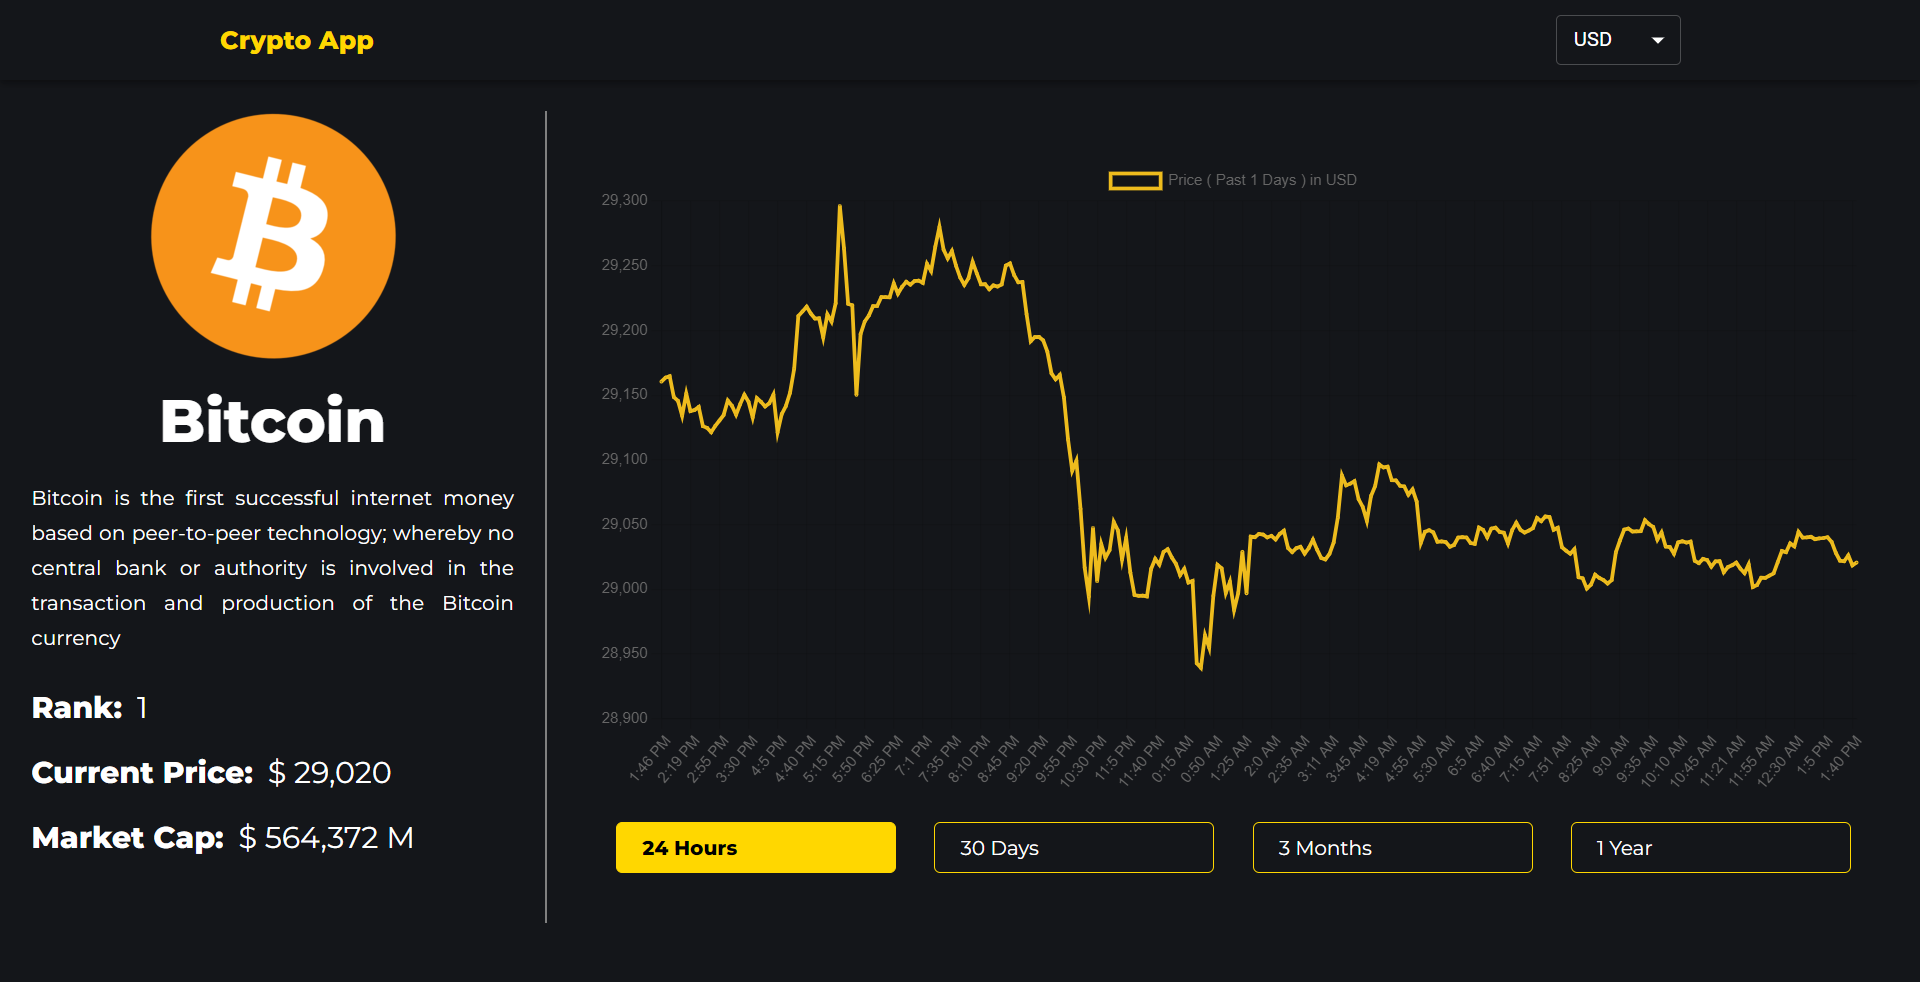 Crypto App
USD
Bitcoin
Bitcoin is the first successful internet money
based on peer-to-peer technology; whereby no
central bank or authority is involved in the
transaction and production of the Bitcoin
currency
Rank: 1
Current Price: $ 29,020
Market Cap: $ 564,372 M
Price ( Past 1 Days ) in USD
29,300
29,250
29,200
29,150
29,100
29,050
29,000
28,950
28,900
1:46 PM
2:19 PM
2:55 PM
3:30 PM
4:5 PM
4:40 PM
5:15 PM
5:50 PM
6:25 PM
7:1 PM
7:35 PM
8:10 PM
8:45 PM
9:20 PM
9:55 PM
10:30 PM
11:5 PM
11:40 PM
0:15 AM
0:50 AM
1:25 AM
2:0 AM
2:35 AM
3:11 AM
3:45 AM
4:19 AM
4:55 AM
5:30 AM
6:5 AM
6:40 AM
7:15 AM
7:51 AM
8:25 AM
9:0 AM
9:35 AM
10:10 AM
10:45 AM
11:21 AM
11:55 AM
12:30 AM
1:5 PM
1:40 PM
24 Hours
30 Days
3 Months
1 Year